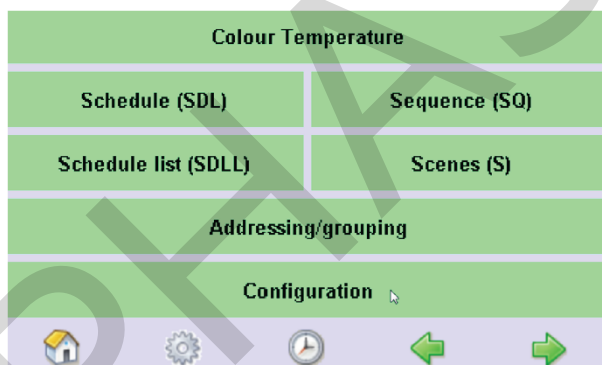 Colour Temperature
Schedule (SDL)
Sequence (SQ)
Schedule list (SDLL)
Scenes (S)
Addressing/grouping
Configuration